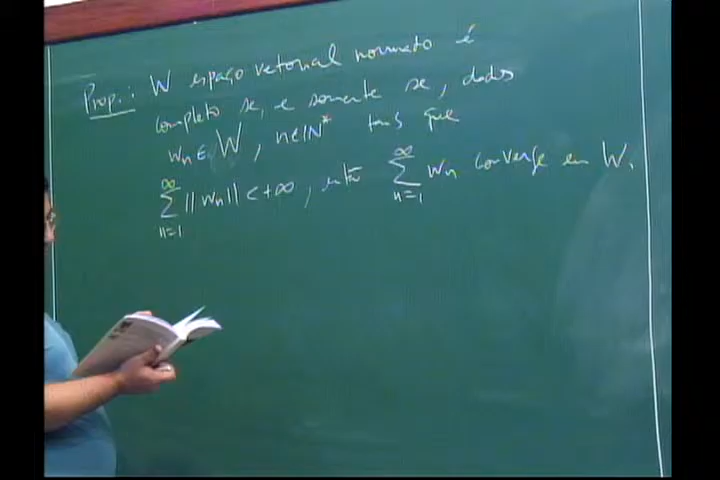 Prop.: W espaço vetorial normado é
completo se, e somente se, dados
wₙ ∈ W, n ∈ ℕ* tais que
∑_{n=1}^{∞} ||wₙ|| < +∞, então ∑_{n=1}^{∞} wₙ converge em W.